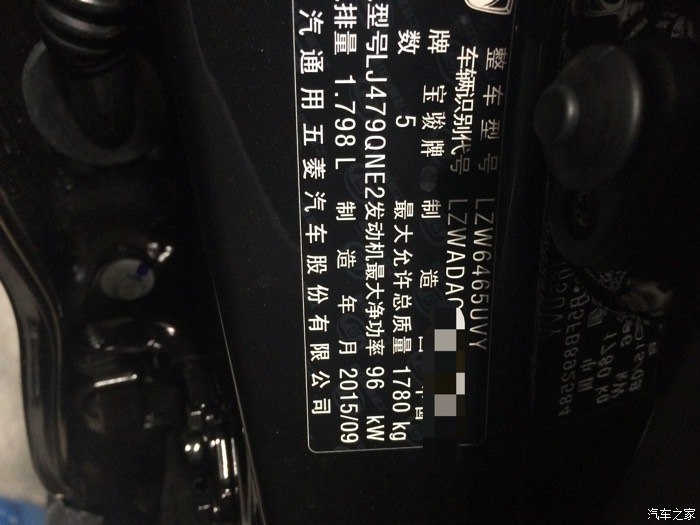 整车型号 LZW6465UVY
车辆识别代号 LZWADA
牌 宝骏牌 制造
数 5 最大允许总质量 1780 kg
型号LJ479QNE2发动机最大净功率 96 kW
排量 1.798L 制造年月 2015/09
汽通用五菱汽车股份有限公司
汽车之家